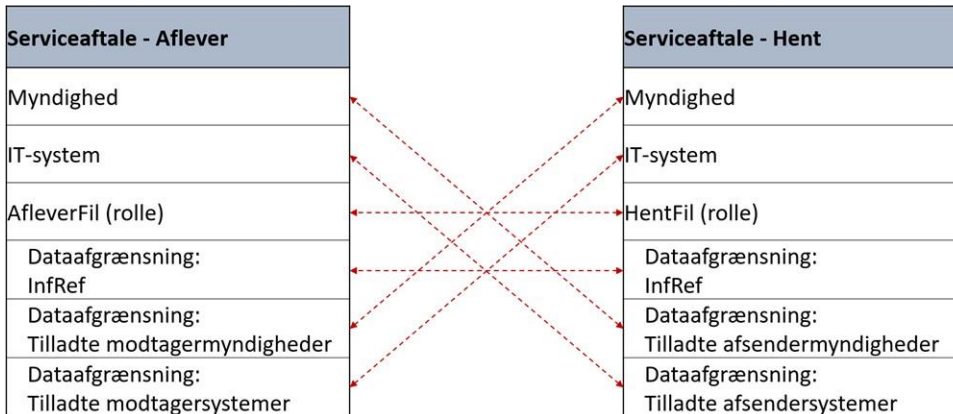 Serviceaftale - Aflever
Myndighed
IT-system
AfleverFil (rolle)
Dataafgrænsning:
InfRef
Dataafgrænsning:
Tilladte modtagermyndigheder
Dataafgrænsning:
Tilladte modtagersystemer
Serviceaftale - Hent
Myndighed
IT-system
HentFil (rolle)
Dataafgrænsning:
InfRef
Dataafgrænsning:
Tilladte afsendermyndigheder
Dataafgrænsning:
Tilladte afsendersystemer